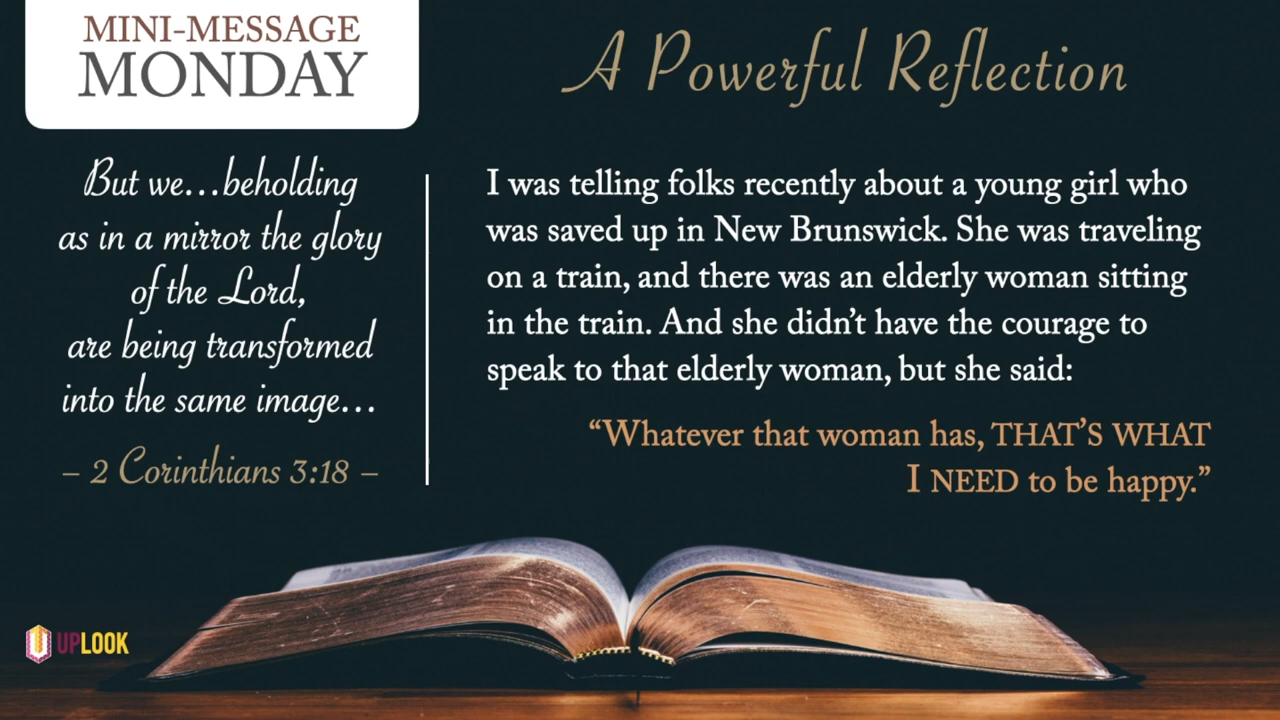 MINI-MESSAGE
MONDAY
A Powerful Reflection
But we...beholding
as in a mirror the glory
of the Lord,
are being transformed
into the same image...
– 2 Corinthians 3:18 –
I was telling folks recently about a young girl who
was saved up in New Brunswick. She was traveling
on a train, and there was an elderly woman sitting
in the train. And she didn’t have the courage to
speak to that elderly woman, but she said:
“Whatever that woman has, THAT’S WHAT
I NEED to be happy.”
UPLOOK